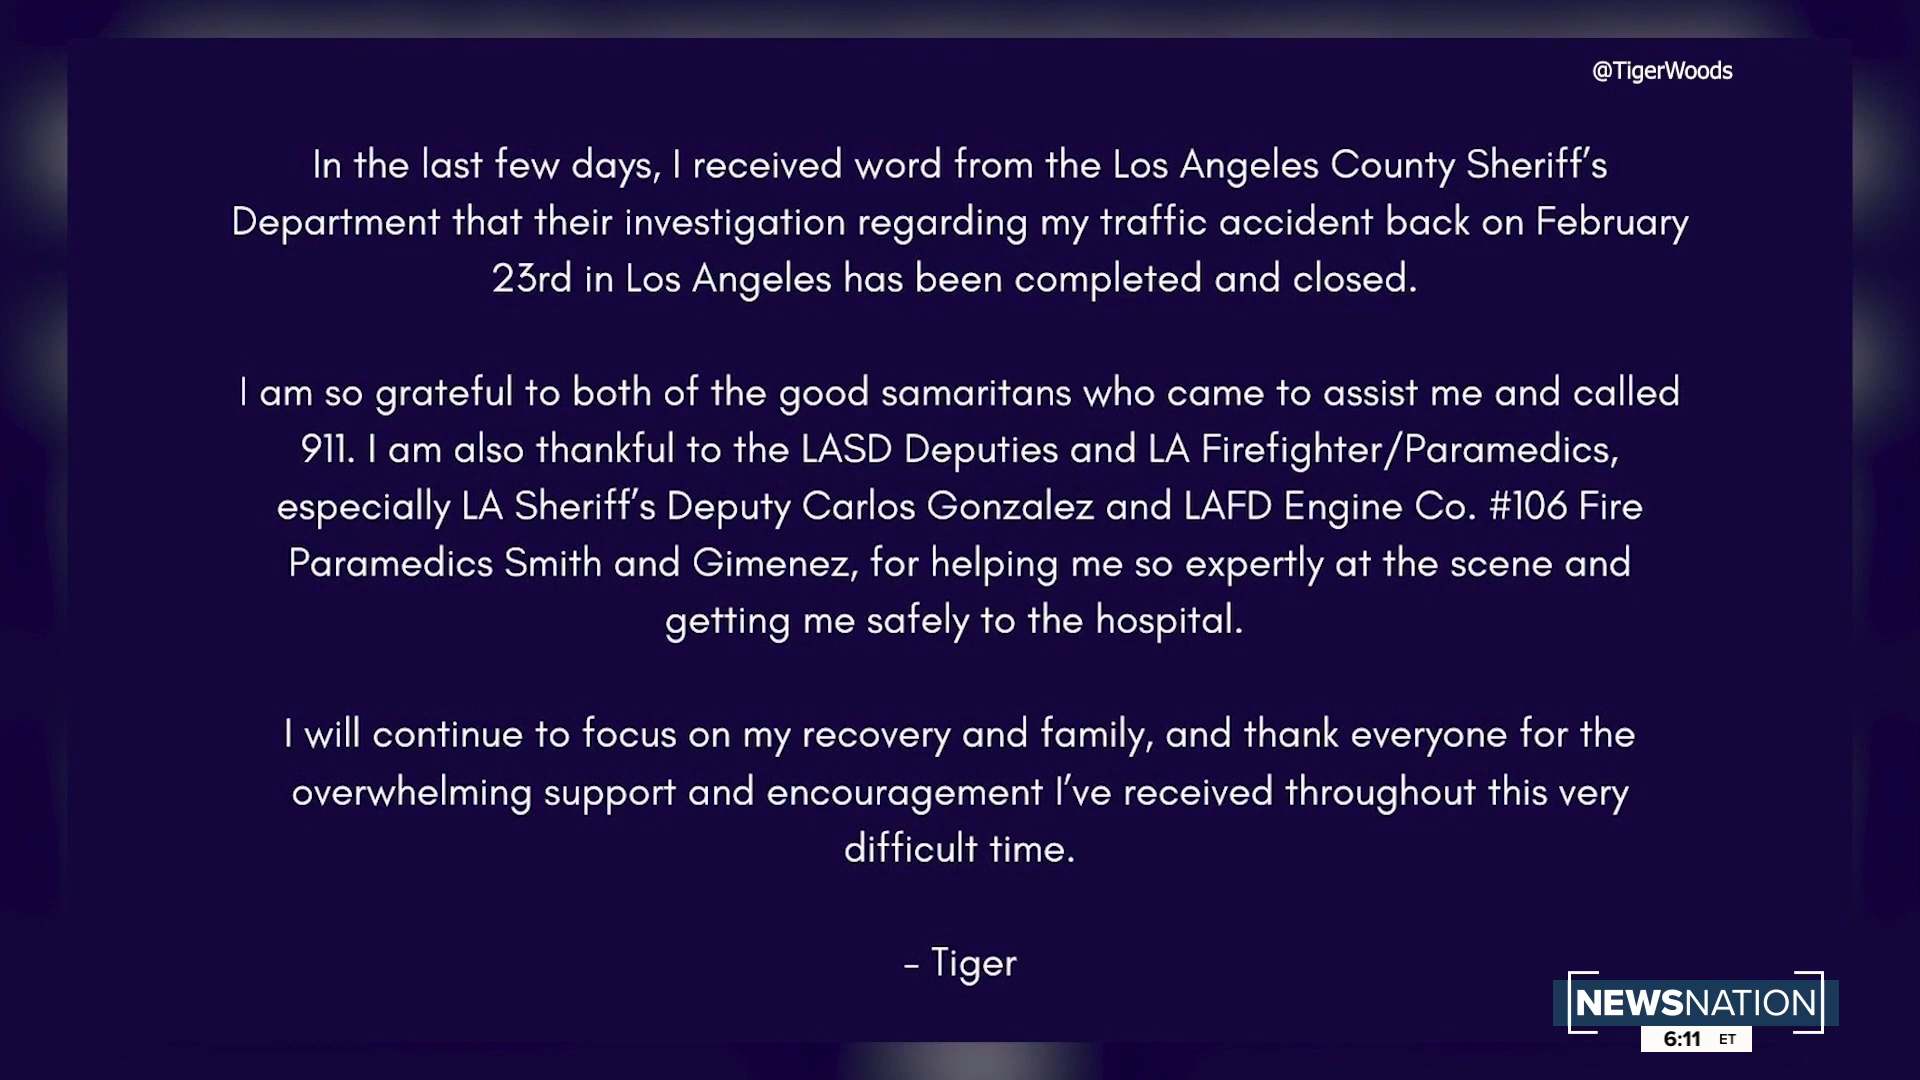 @TigerWoods
In the last few days, I received word from the Los Angeles County Sheriff's
Department that their investigation regarding my traffic accident back on February
23rd in Los Angeles has been completed and closed.
I am so grateful to both of the good samaritans who came to assist me and called
911. I am also thankful to the LASD Deputies and LA Firefighter/Paramedics,
especially LA Sheriff's Deputy Carlos Gonzalez and LAFD Engine Co. #106 Fire
Paramedics Smith and Gimenez, for helping me so expertly at the scene and
getting me safely to the hospital.
I will continue to focus on my recovery and family, and thank everyone for the
overwhelming support and encouragement I've received throughout this very
difficult time.
- Tiger
NEWSNATION
6:11 ET